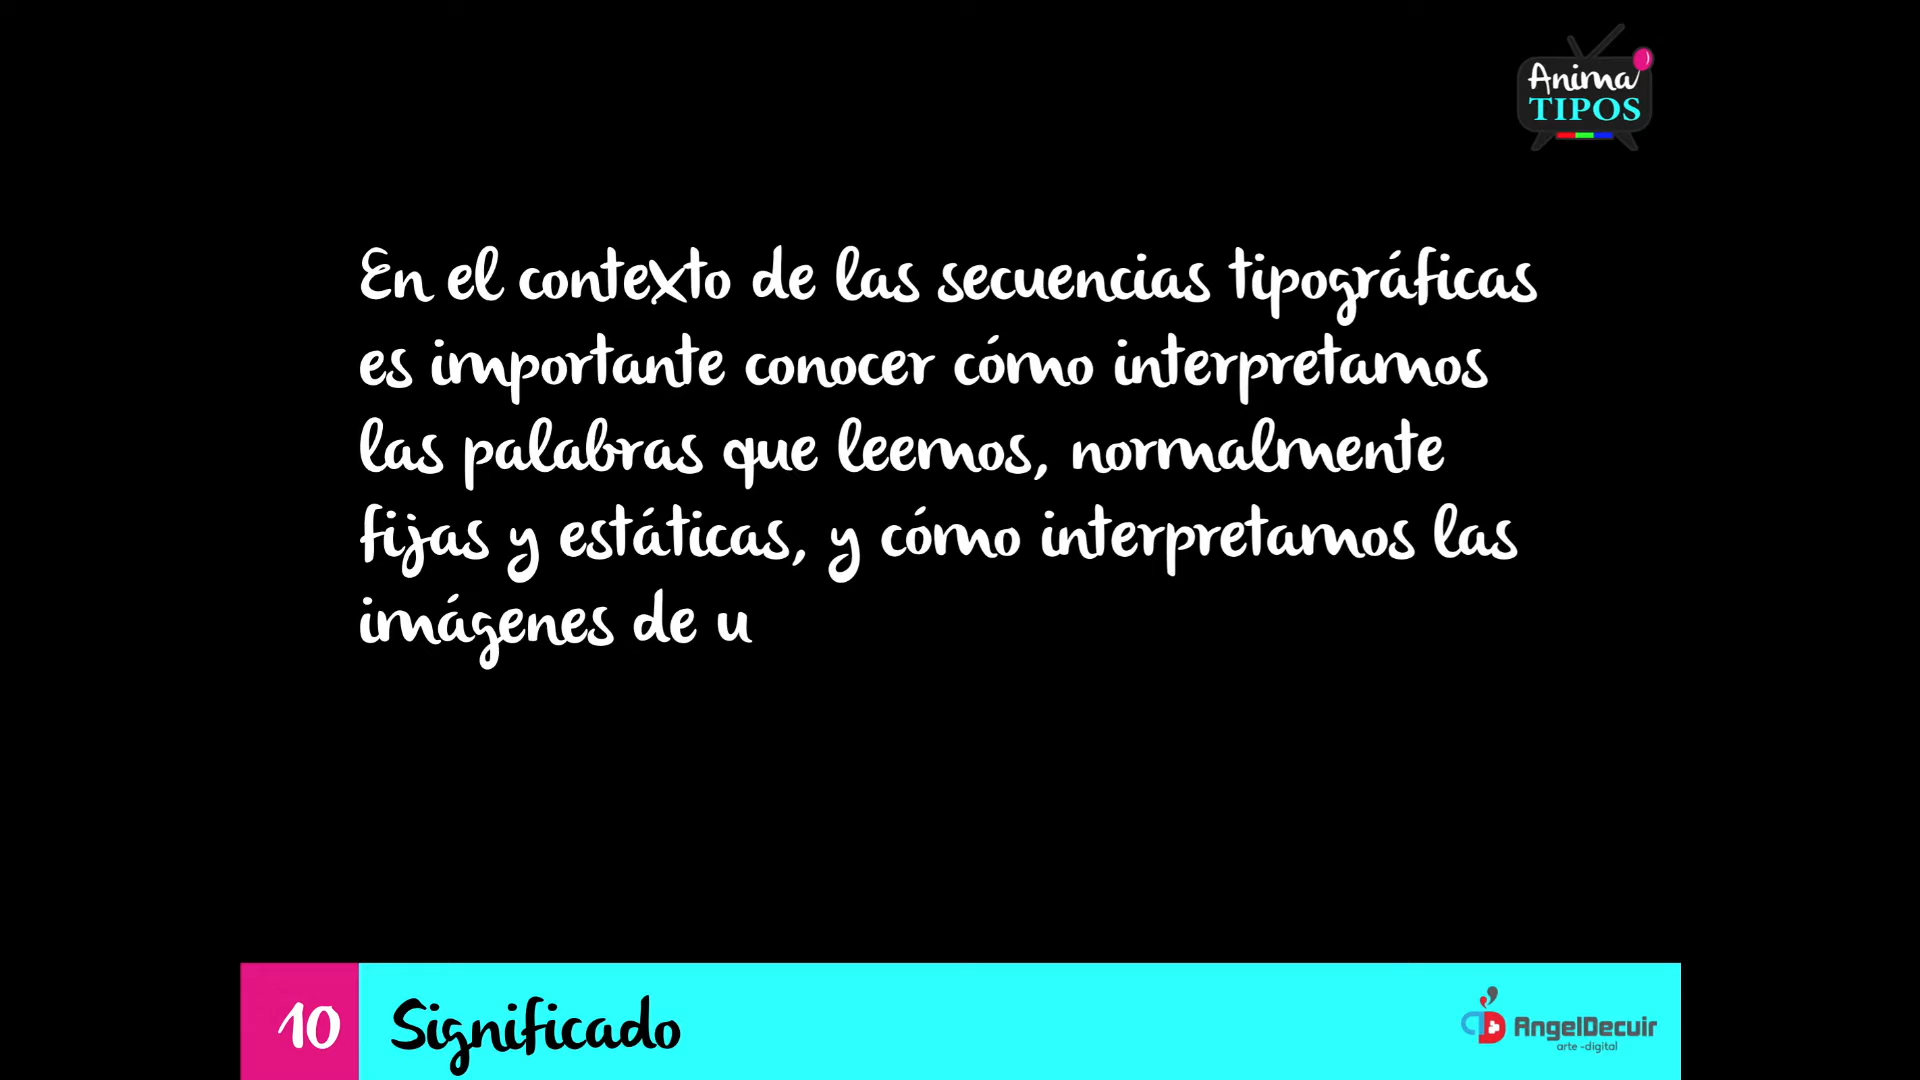 Anima
TIPOS
En el contexto de las secuencias tipográficas
es importante conocer cómo interpretamos
las palabras que leemos, normalmente
fijas y estáticas, y cómo interpretamos las
imágenes de u
10 Significado
AngelDecuir
arte-digital